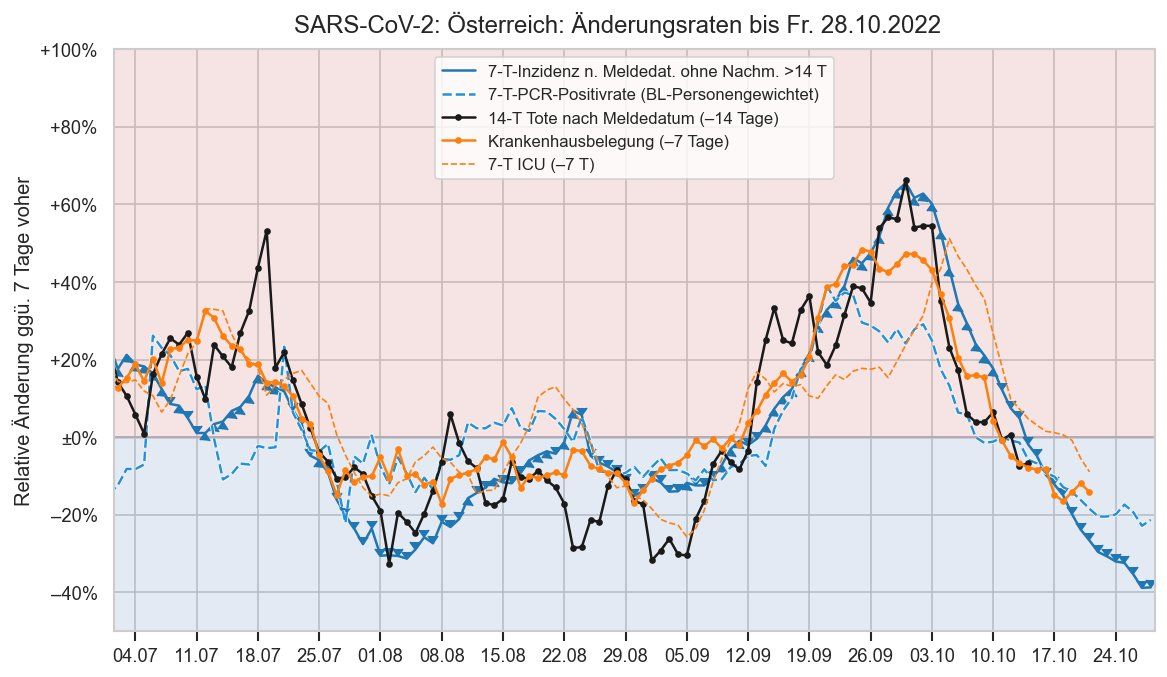 SARS-CoV-2: Österreich: Änderungsraten bis Fr. 28.10.2022
Relative Änderung ggü. 7 Tage voher
+100%
+80%
+60%
+40%
+20%
±0%
–20%
–40%
7-T-Inzidenz n. Meldedat. ohne Nachm. >14 T
7-T-PCR-Positivrate (BL-Personengewichtet)
14-T Tote nach Meldedatum (–14 Tage)
Krankenhausbelegung (–7 Tage)
7-T ICU (–7 T)
04.07 11.07 18.07 25.07 01.08 08.08 15.08 22.08 29.08 05.09 12.09 19.09 26.09 03.10 10.10 17.10 24.10